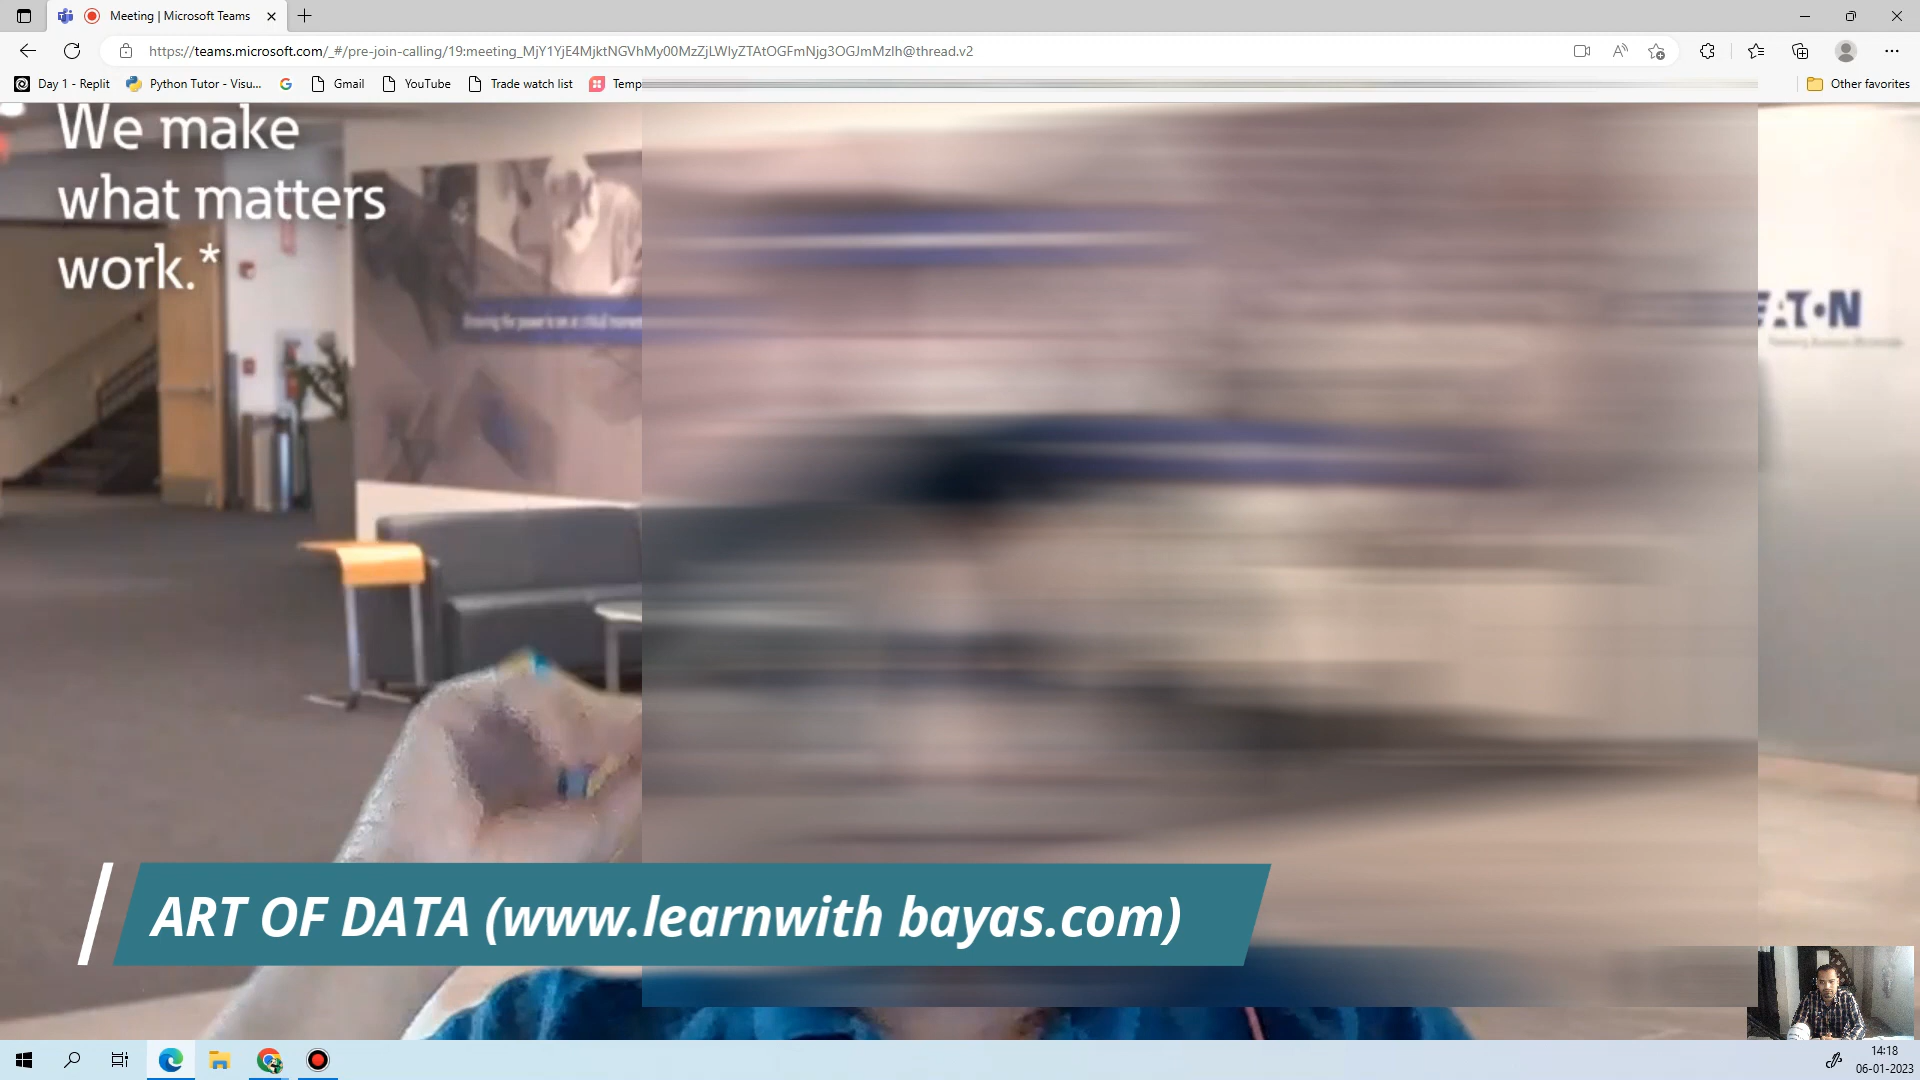 Meeting | Microsoft Teams
https://teams.microsoft.com/_#/pre-join-calling/19:meeting_MjY1YjE4MjktNGVhMy00MzZjLWIyZTAtOGFmNjg3OGJmMzlh@thread.v2
Day 1 - Replit
Python Tutor - Visu...
Gmail
YouTube
Trade watch list
Temp
Other favorites
We make
what matters
work.*
EATON
ART OF DATA (www.learnwith bayas.com)
14:18
06-01-2023